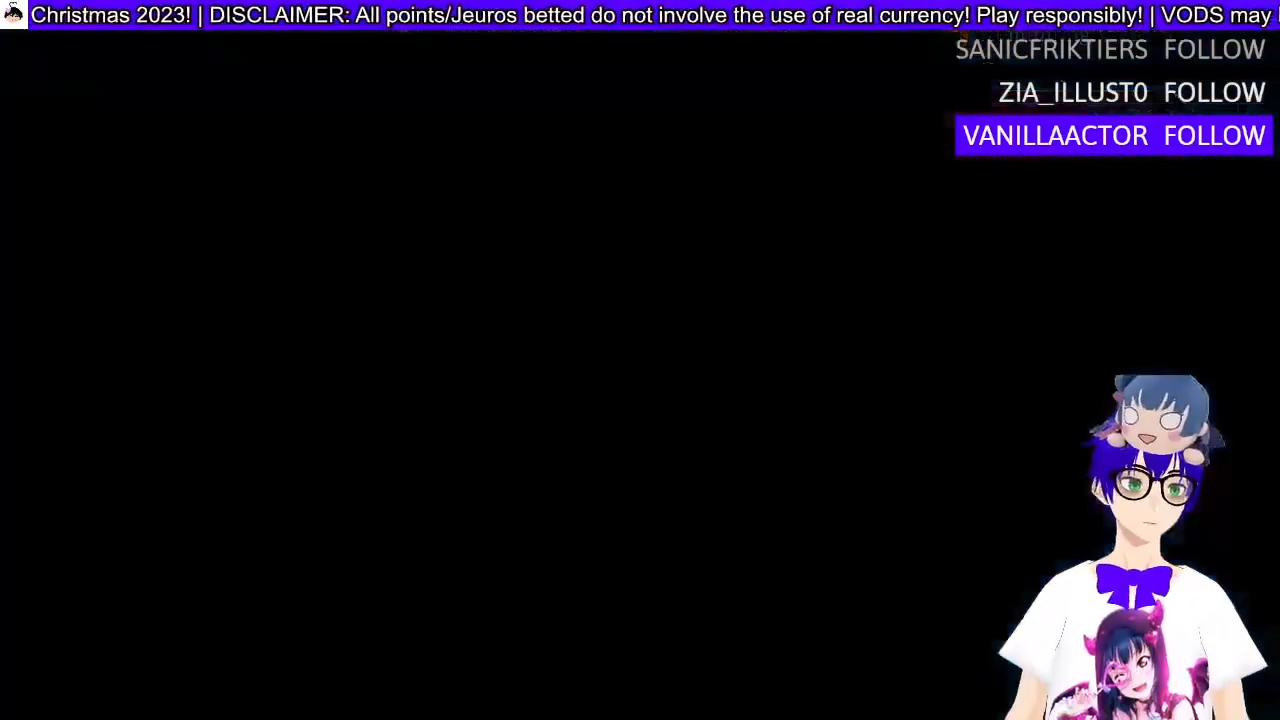 Christmas 2023! | DISCLAIMER: All points/Jeuros betted do not involve the use of real currency! Play responsibly! | VODS may
SANICFRIKTIERS FOLLOW
ZIA_ILLUST0 FOLLOW
VANILLAACTOR FOLLOW